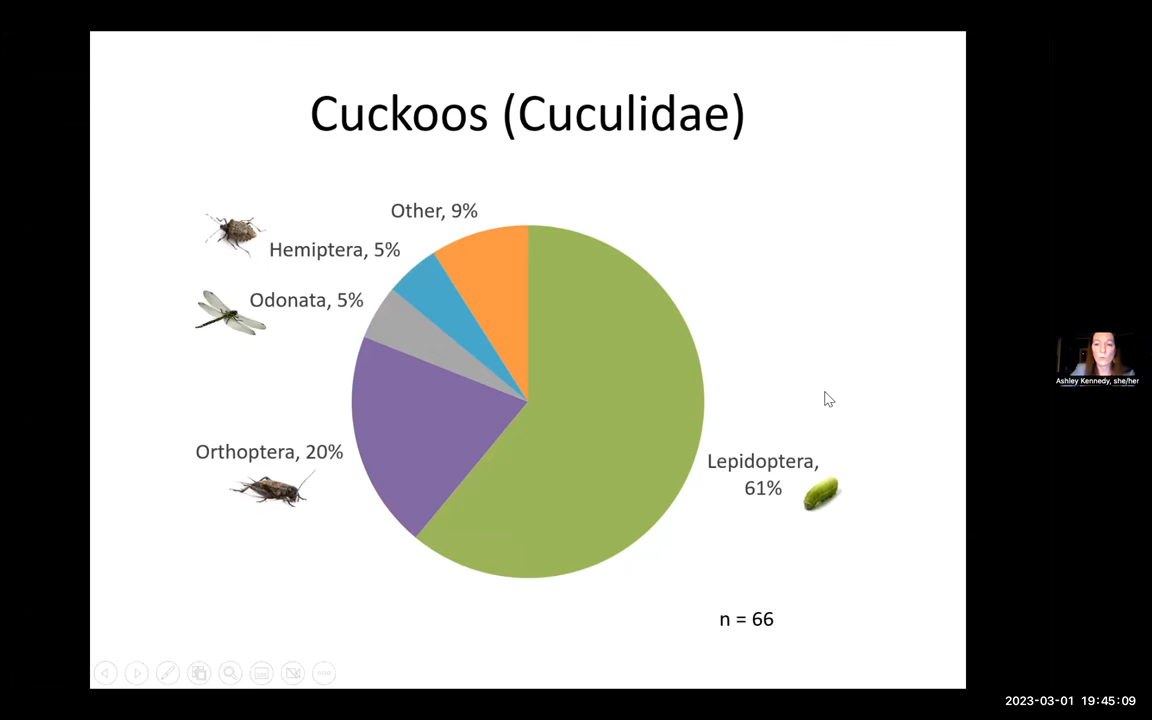 Cuckoos (Cuculidae)
Other, 9%
Hemiptera, 5%
Odonata, 5%
Orthoptera, 20%
Lepidoptera,
61%
n = 66
Ashley Kennedy, she/her
2023-03-01 19:45:09